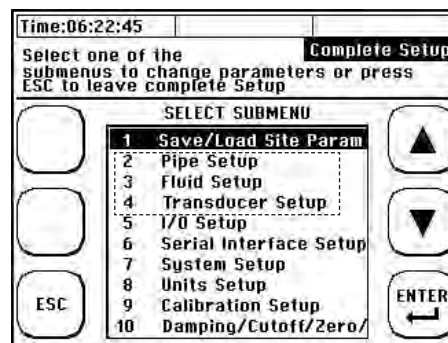 Time:06:22:45
Complete Setup
Select one of the
submenus to change parameters or press
ESC to leave complete Setup
SELECT SUBMENU
1 Save/Load Site Param
2 Pipe Setup
3 Fluid Setup
4 Transducer Setup
5 I/O Setup
6 Serial Interface Setup
7 System Setup
8 Units Setup
9 Calibration Setup
10 Damping/Cutoff/Zero/
ESC
ENTER